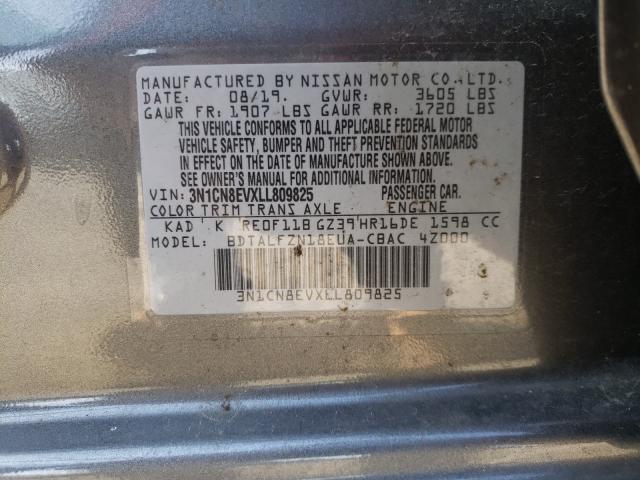 MANUFACTURED BY NISSAN MOTOR CO.,LTD.
DATE: 08/19. GVWR: 3605 LBS
GAWR FR: 1907 LBS GAWR RR: 1720 LBS
THIS VEHICLE CONFORMS TO ALL APPLICABLE FEDERAL MOTOR
VEHICLE SAFETY, BUMPER AND THEFT PREVENTION STANDARDS
IN EFFECT ON THE DATE OF MANUFACTURE SHOWN ABOVE.
SEE OWNER'S MANUAL FOR ADDITIONAL INFORMATION.
VIN: 3N1CN8EVXLL809825 PASSENGER CAR.
COLOR TRIM TRANS AXLE ENGINE
KAD K RE0F11B GZ39 HR16DE 1598 CC
MODEL: BDTALFZN18EUA-CBAC 4Z000
3N1CN8EVXLL809825